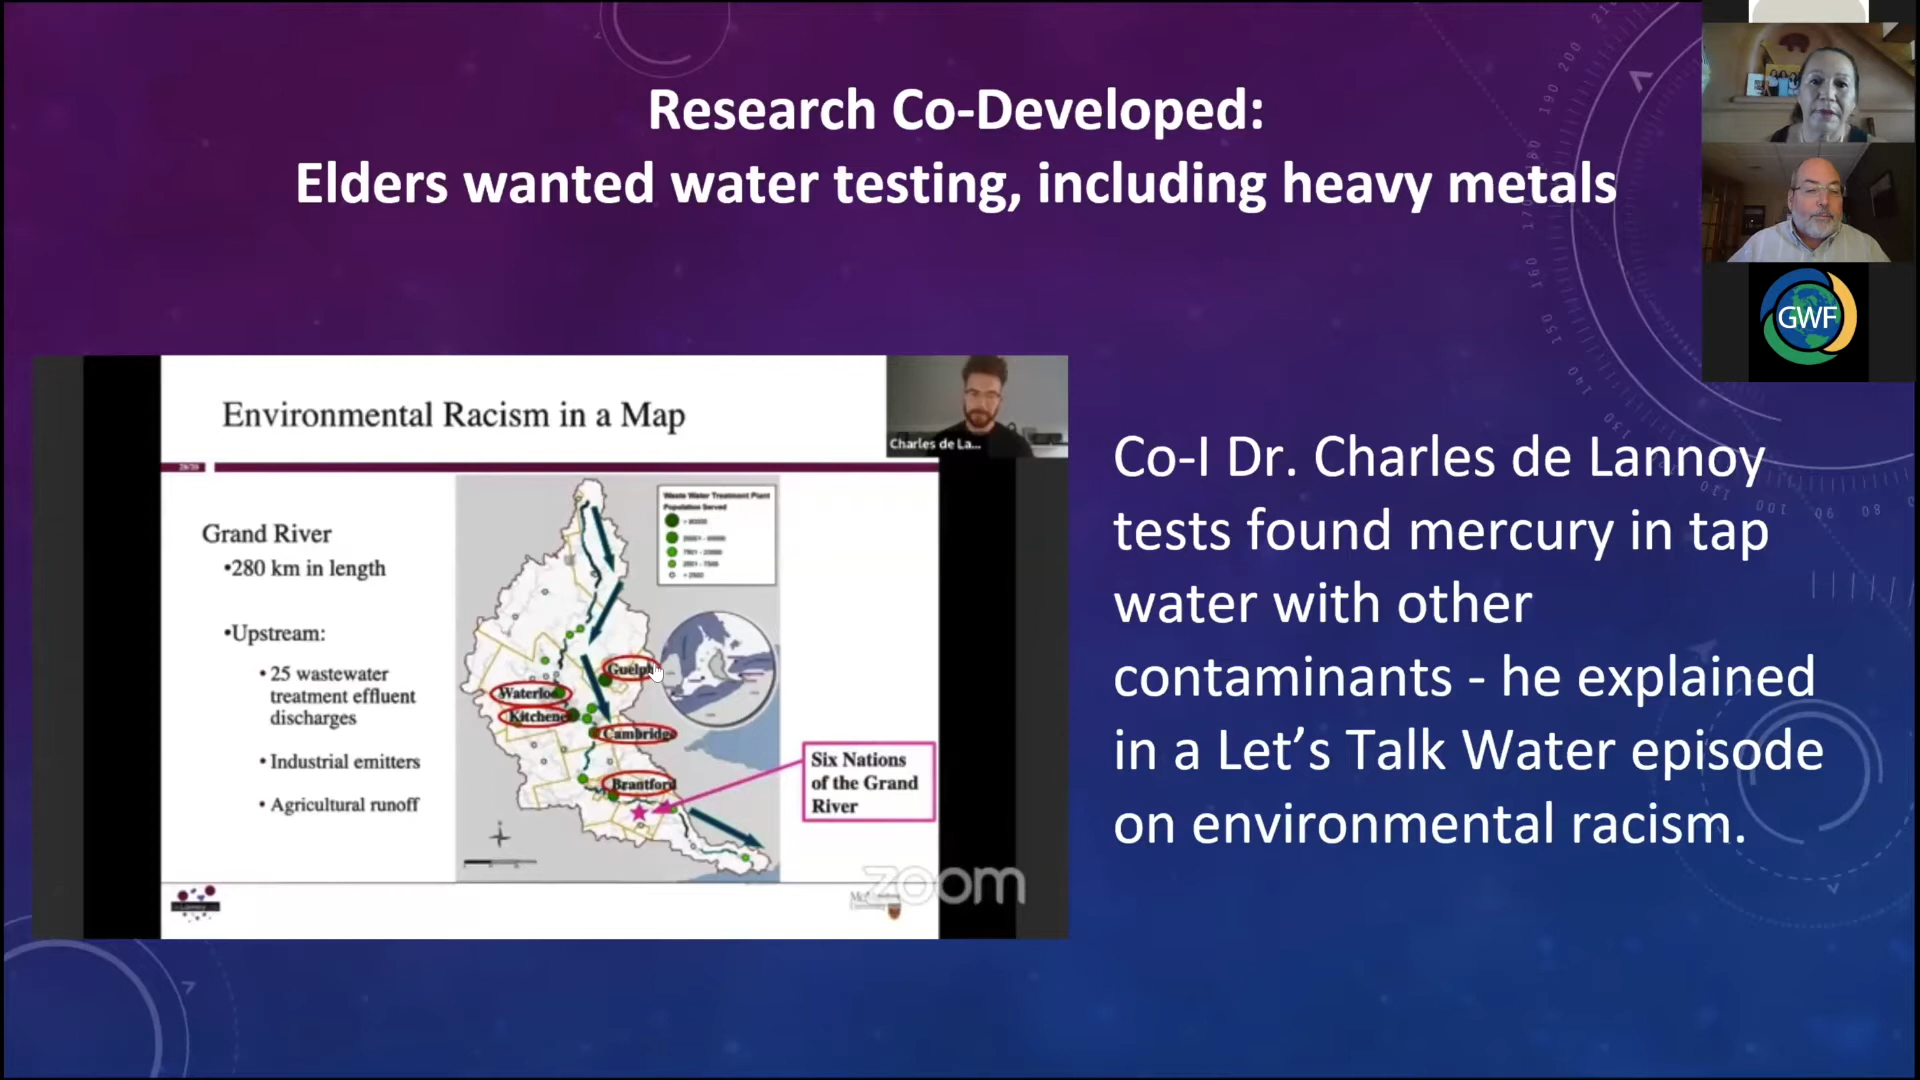 Research Co-Developed:
Elders wanted water testing, including heavy metals
GWF
Environmental Racism in a Map
Charles de La...
Grand River
•280 km in length
•Upstream:
• 25 wastewater
treatment effluent
discharges
• Industrial emitters
• Agricultural runoff
Waste Water Treatment Plant
Population Served
Guelph
Waterloo
Kitchene
Cambridge
Brantford
Six Nations
of the Grand
River
zoom
Co-I Dr. Charles de Lannoy
tests found mercury in tap
water with other
contaminants - he explained
in a Let’s Talk Water episode
on environmental racism.